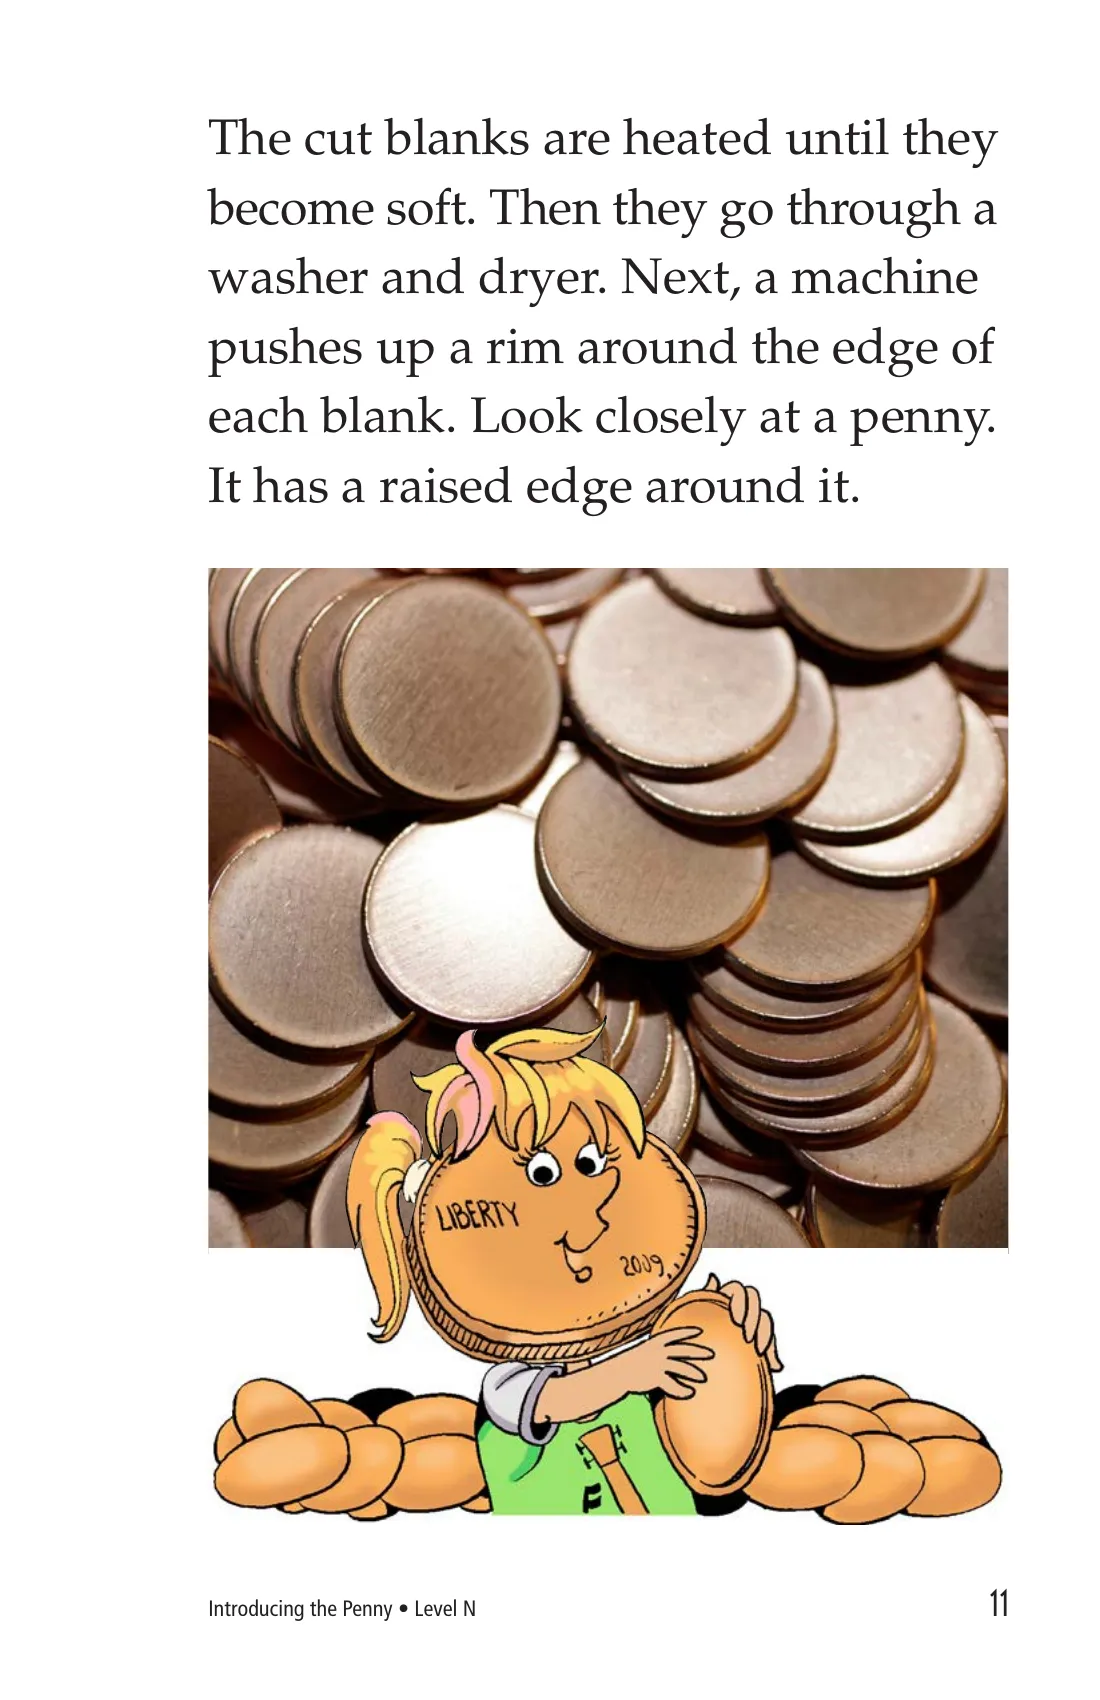 The cut blanks are heated until they
become soft. Then they go through a
washer and dryer. Next, a machine
pushes up a rim around the edge of
each blank. Look closely at a penny.
It has a raised edge around it.
LIBERTY
2009
F
Introducing the Penny • Level N
11